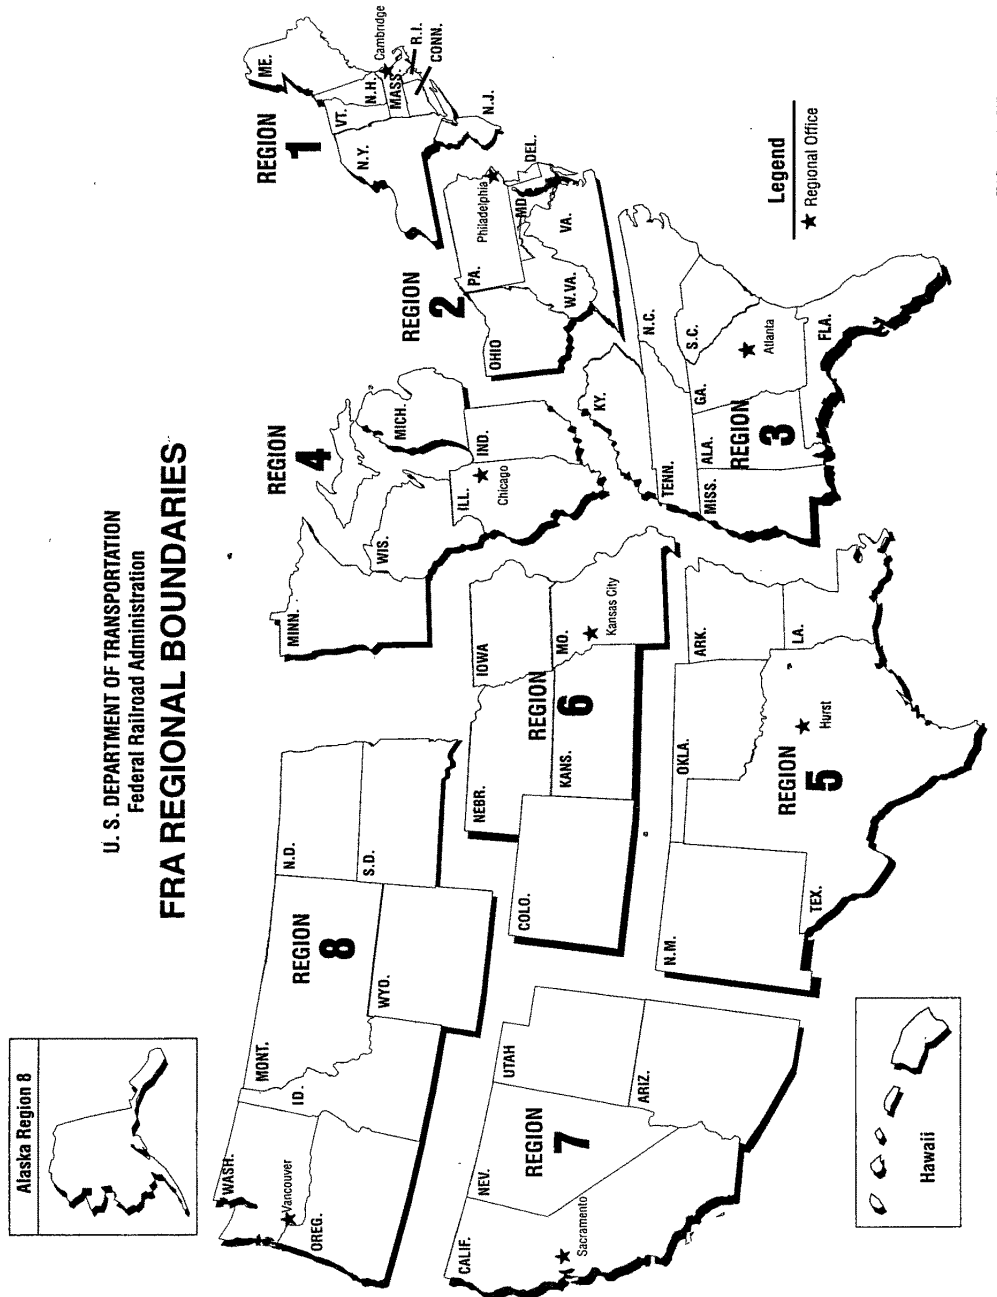 U. S. DEPARTMENT OF TRANSPORTATION
Federal Railroad Administration
FRA REGIONAL BOUNDARIES
Alaska Region 8
WASH.
Vancouver
OREG.
MONT.
ID.
REGION
8
WYO.
N.D.
S.D.
CALIF.
Sacramento
NEV.
REGION
7
UTAH
ARIZ.
Hawaii
COLO.
NEBR.
REGION
6
KANS.
IOWA
MO.
Kansas City
N.M.
TEX.
REGION
5
OKLA.
Hurst
ARK.
LA.
MINN.
WIS.
REGION
4
MICH.
ILL.
Chicago
IND.
KY.
TENN.
MISS.
ALA.
REGION
3
GA.
Atlanta
FLA.
S.C.
N.C.
REGION
2
OHIO
PA.
Philadelphia
W.VA.
VA.
MD.
DEL.
REGION
1
N.Y.
VT.
N.H.
ME.
MASS.
Cambridge
R.I.
CONN.
N.J.
Legend
★ Regional Office